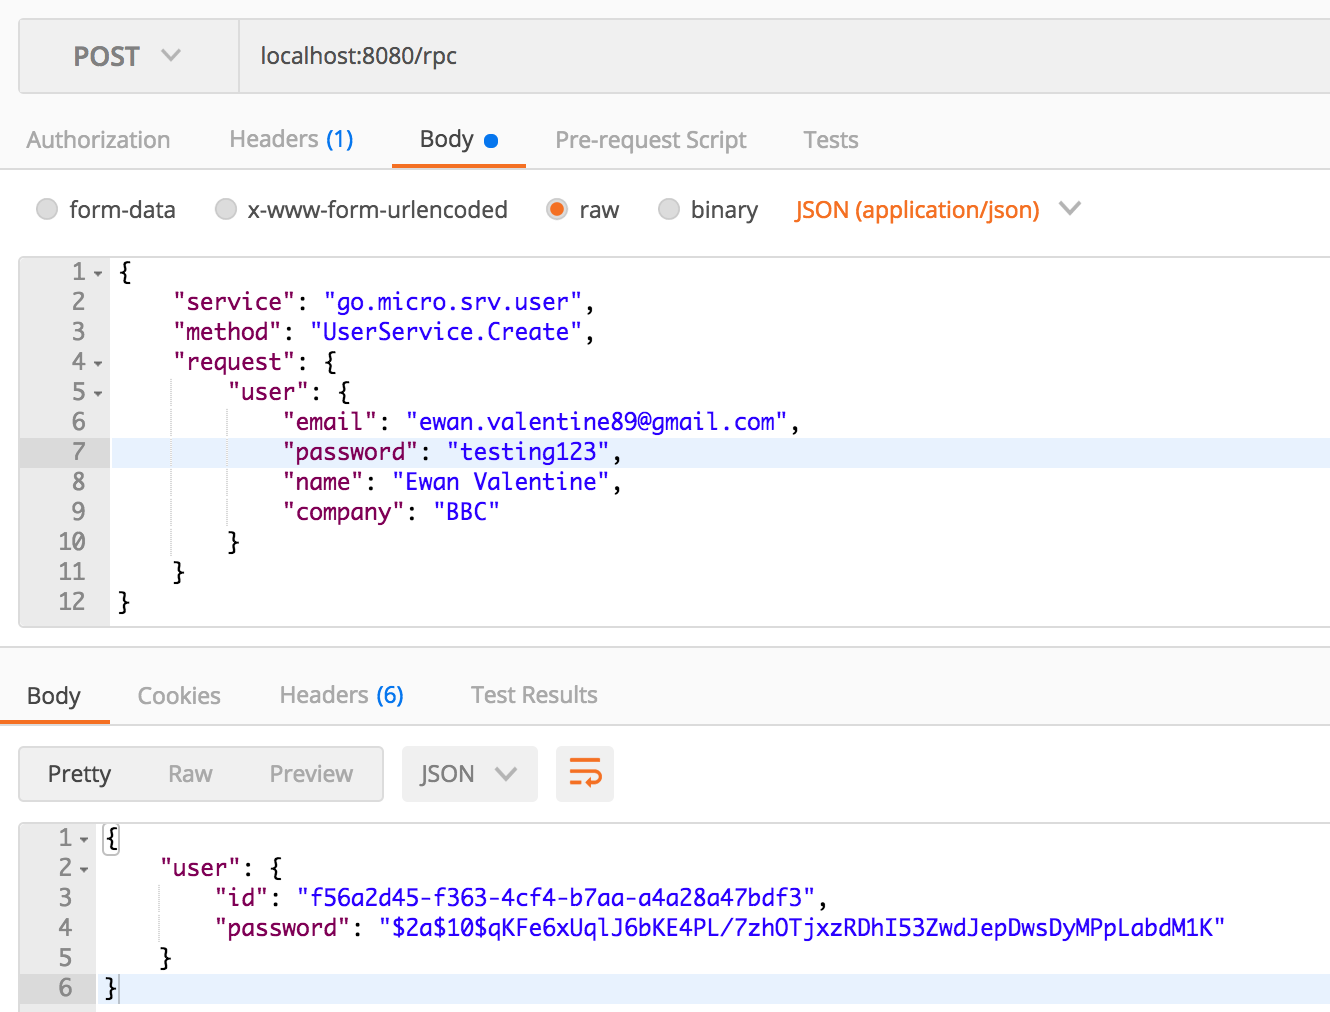 POST localhost:8080/rpc
Authorization Headers (1) Body Pre-request Script Tests
form-data x-www-form-urlencoded raw binary JSON (application/json)
1 {
2 "service": "go.micro.srv.user",
3 "method": "UserService.Create",
4 "request": {
5 "user": {
6 "email": "ewan.valentine89@gmail.com",
7 "password": "testing123",
8 "name": "Ewan Valentine",
9 "company": "BBC"
10 }
11 }
12 }
Body Cookies Headers (6) Test Results
Pretty Raw Preview JSON
1 {
2 "user": {
3 "id": "f56a2d45-f363-4cf4-b7aa-a4a28a47bdf3",
4 "password": "$2a$10$qKFe6xUqlJ6bKE4PL/7zhOTjxzRDhI53ZwdJepDwsDyMPpLabdM1K"
5 }
6 }